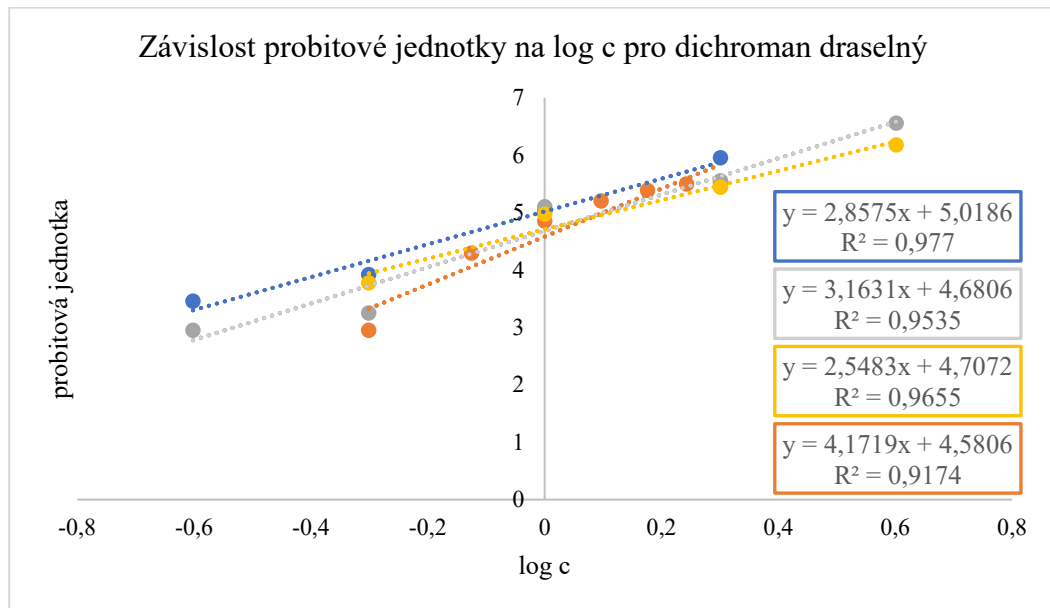 Závislost probitové jednotky na log c pro dichroman draselný
probitová jednotka
7
6
5
4
3
2
1
0
-0,8 -0,6 -0,4 -0,2 0 0,2 0,4 0,6 0,8
log c
y = 2,8575x + 5,0186
R² = 0,977
y = 3,1631x + 4,6806
R² = 0,9535
y = 2,5483x + 4,7072
R² = 0,9655
y = 4,1719x + 4,5806
R² = 0,9174